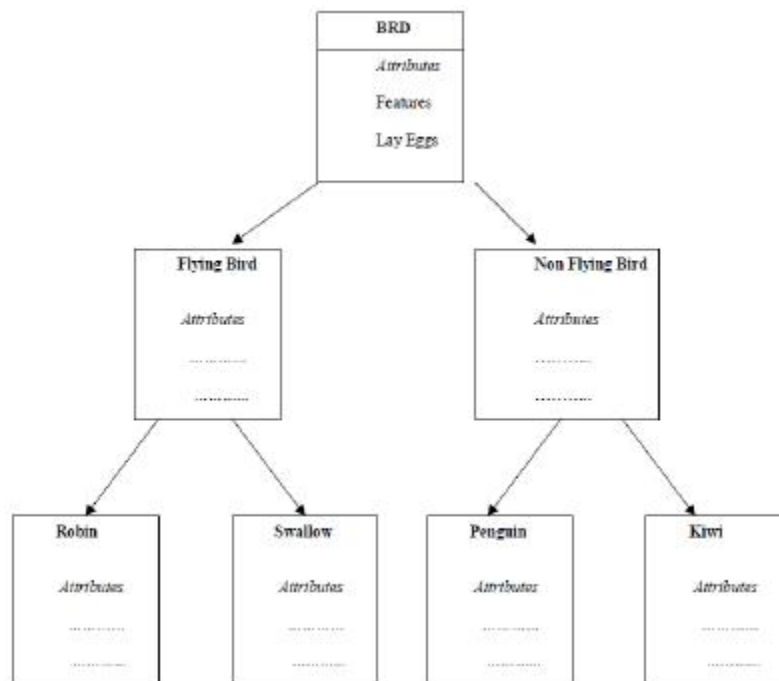 BRD
Attributes
Features
Lay Eggs
Flying Bird
Attributes
...............
..............
Non Flying Bird
Attributes
...............
...............
Robin
Attributes
...............
...............
Swallow
Attributes
...............
..............
Penguin
Attributes
...............
...............
Kiwi
Attributes
...............
...............